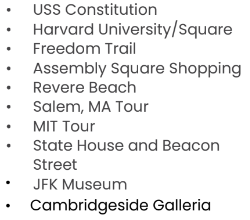 • USS Constitution
• Harvard University/Square
• Freedom Trail
• Assembly Square Shopping
• Revere Beach
• Salem, MA Tour
• MIT Tour
• State House and Beacon
Street
• JFK Museum
• Cambridgeside Galleria